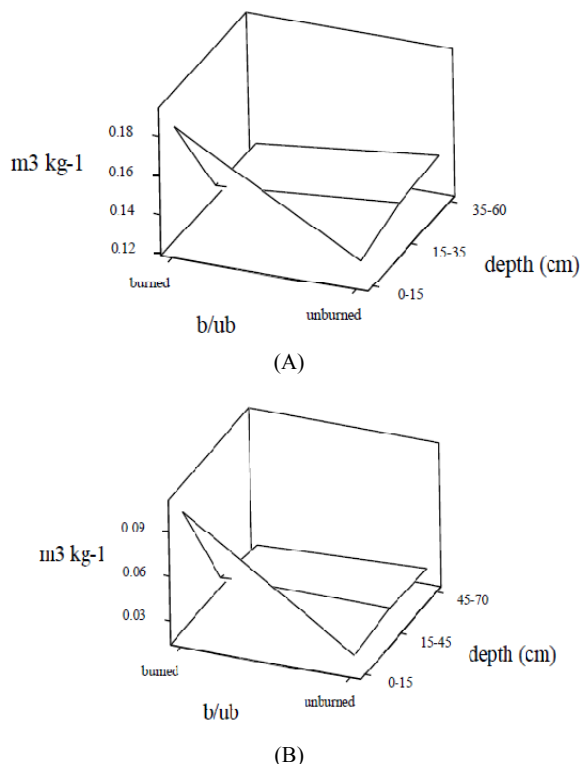 0.18
m3 kg-1
0.16
0.14
0.12
burned
unburned
b/ub
0-15
15-35
35-60
depth (cm)
(A)
0.09
m3 kg-1
0.06
0.03
burned
unburned
b/ub
0-15
15-45
45-70
depth (cm)
(B)